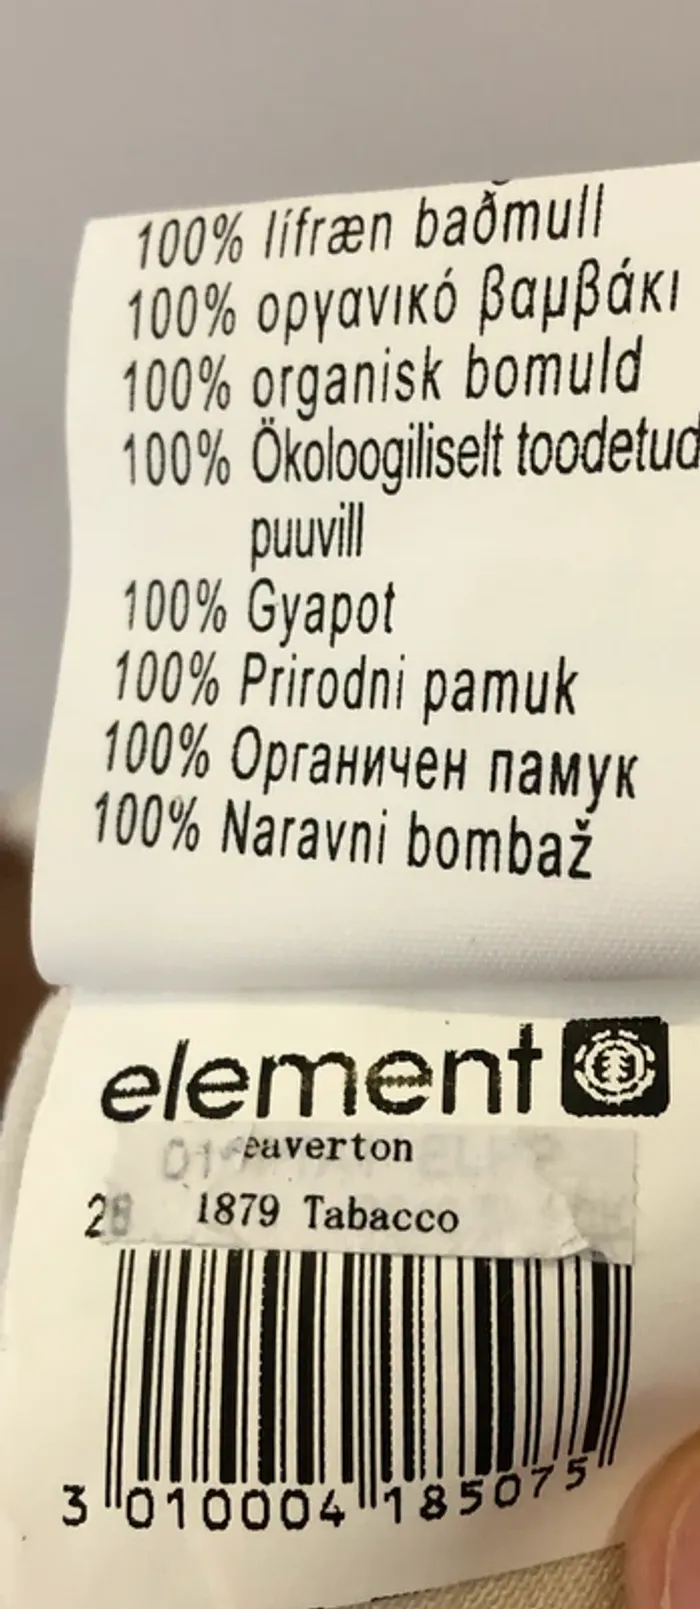 100% lífræn baðmull
100% οργανικό βαμβάκι
100% organisk bomuld
100% Ökoloogiliselt toodetud
puuvill
100% Gyapot
100% Prirodni pamuk
100% Органичен памук
100% Naravni bombaž
element
eaverton
28 1879 Tabacco
3 010004 185075